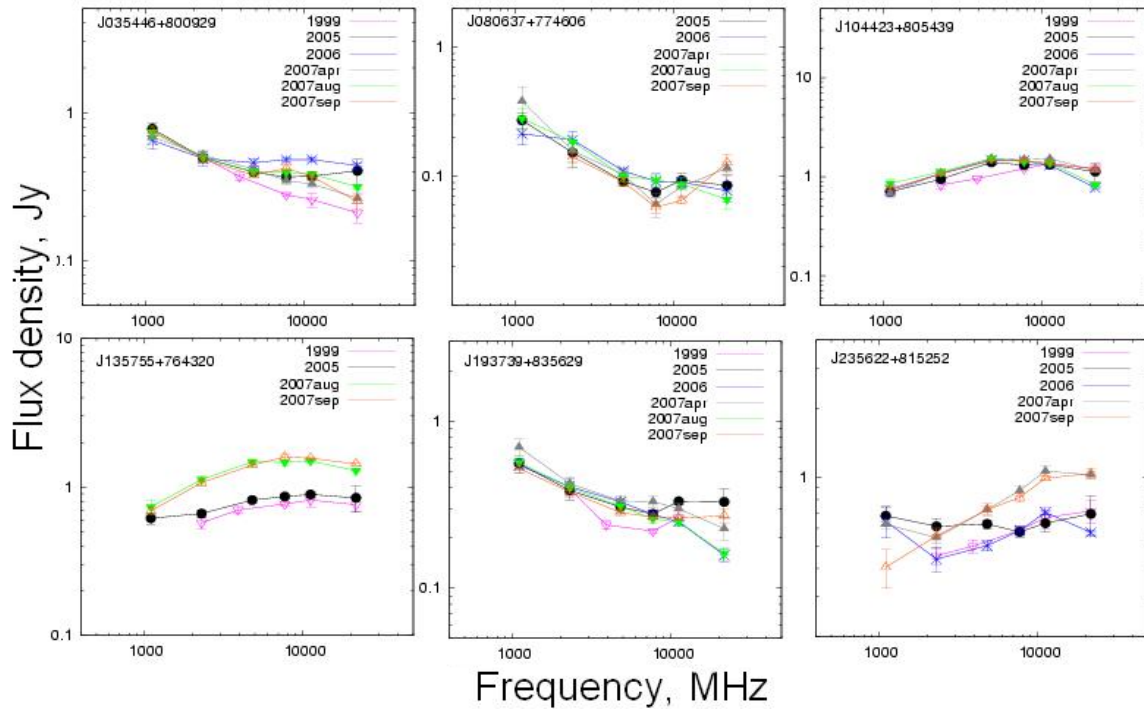 Flux density, Jy
J035446+800929
1999
2005
2006
2007apr
2007aug
2007sep
1
0.1
1000
10000
J080637+774606
2005
2006
2007apr
2007aug
2007sep
1
0.1
1000
10000
J104423+805439
1999
2005
2006
2007apr
2007aug
2007sep
10
1
0.1
1000
10000
J135755+764320
1999
2005
2007aug
2007sep
10
1
0.1
1000
10000
J193739+835629
1999
2005
2006
2007apr
2007aug
2007sep
1
0.1
1000
10000
J235622+815252
1999
2005
2006
2007apr
2007sep
1
1000
10000
Frequency, MHz